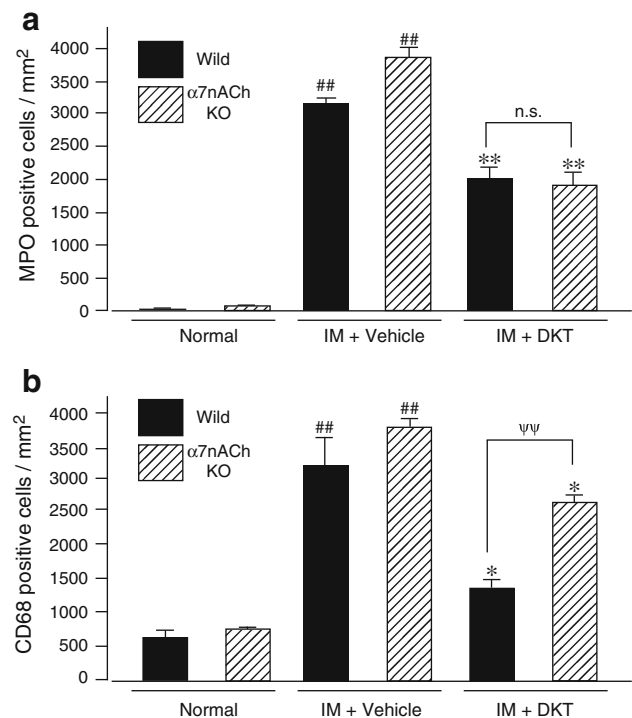 a
MPO positive cells / mm2
4000
3500
3000
2500
2000
1500
1000
500
0
Wild
α7nACh
KO
##
##
n.s.
**
**
Normal
IM + Vehicle
IM + DKT
b
CD68 positive cells / mm2
4000
3500
3000
2500
2000
1500
1000
500
0
Wild
α7nACh
KO
##
##
ψψ
*
*
Normal
IM + Vehicle
IM + DKT